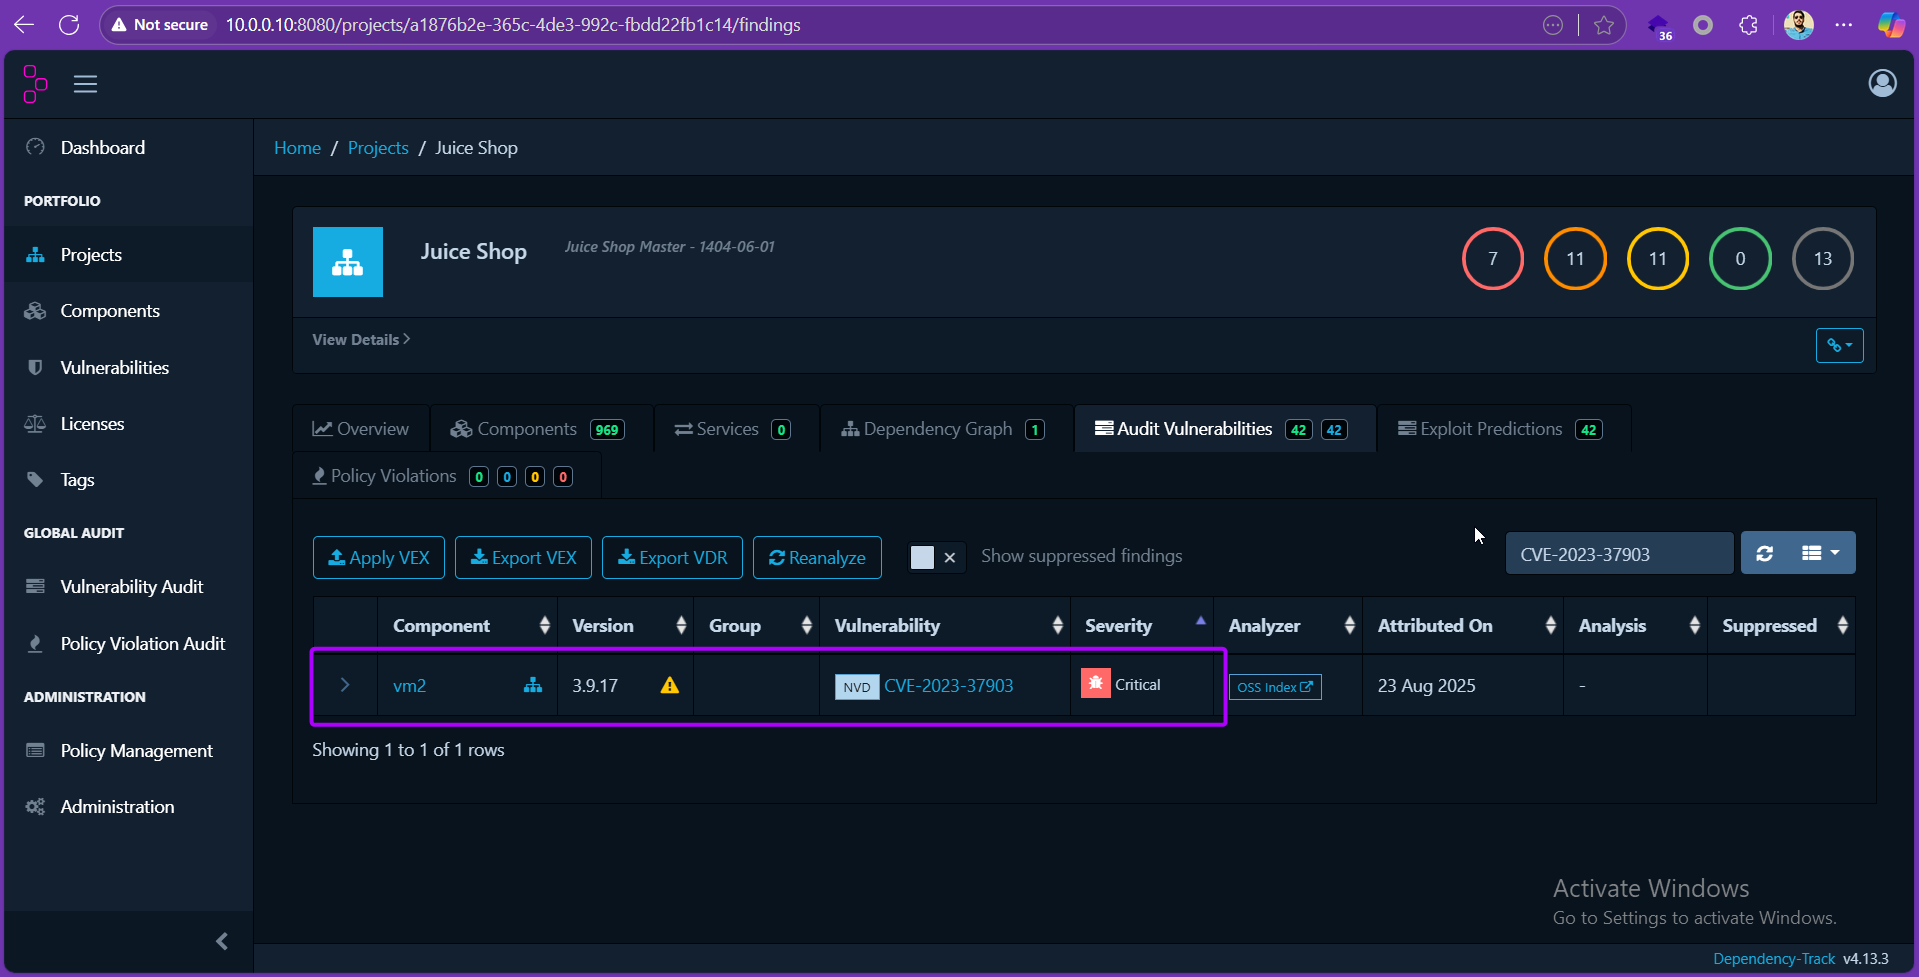 Not secure 10.0.0.10:8080/projects/a1876b2e-365c-4de3-992c-fbdd22fb1c14/findings
36
Dashboard
PORTFOLIO
Projects
Components
Vulnerabilities
Licenses
Tags
GLOBAL AUDIT
Vulnerability Audit
Policy Violation Audit
ADMINISTRATION
Policy Management
Administration
Home / Projects / Juice Shop
Juice Shop Juice Shop Master - 1404-06-01
7 11 11 0 13
View Details
Overview Components 969 Services 0 Dependency Graph 1 Audit Vulnerabilities 42 42 Exploit Predictions 42
Policy Violations 0 0 0 0
Apply VEX Export VEX Export VDR Reanalyze Show suppressed findings CVE-2023-37903
Component Version Group Vulnerability Severity Analyzer Attributed On Analysis Suppressed
vm2 3.9.17 NVD CVE-2023-37903 Critical OSS Index 23 Aug 2025 -
Showing 1 to 1 of 1 rows
Activate Windows
Go to Settings to activate Windows.
Dependency-Track v4.13.3